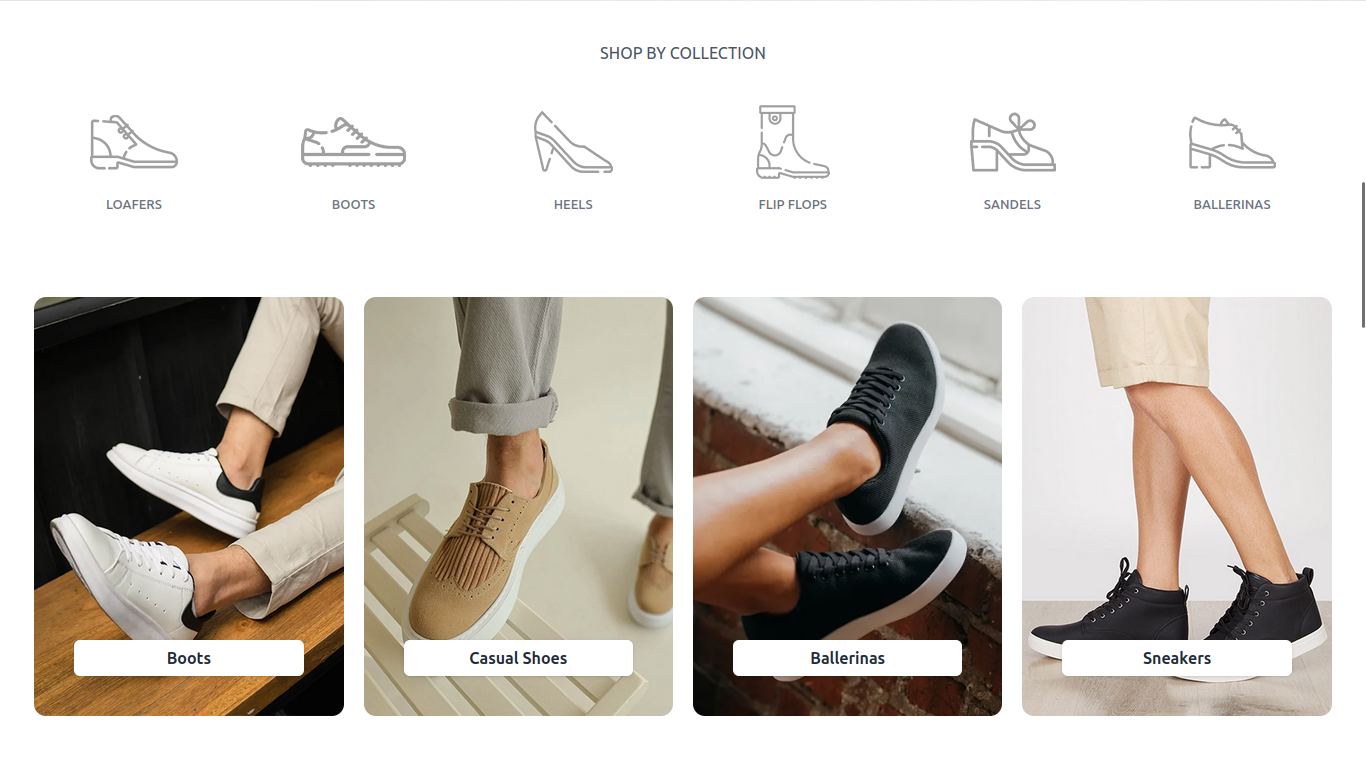 SHOP BY COLLECTION
LOAFERS
BOOTS
HEELS
FLIP FLOPS
SANDELS
BALLERINAS
Boots
Casual Shoes
Ballerinas
Sneakers